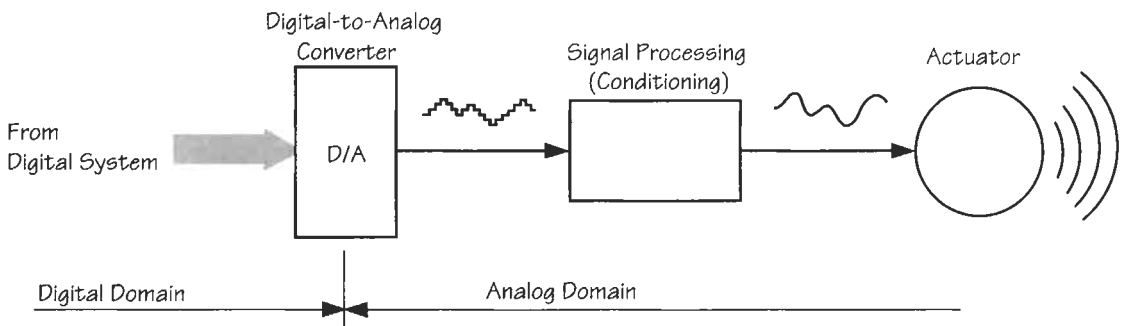 Digital-to-Analog
Converter
Signal Processing
(Conditioning)
Actuator
From
Digital System
D/A
Digital Domain
Analog Domain